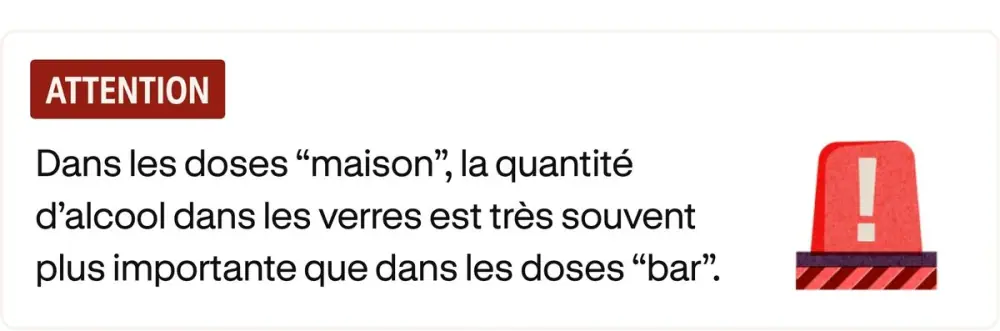 ATTENTION
Dans les doses “maison”, la quantité
d’alcool dans les verres est très souvent
plus importante que dans les doses “bar”.